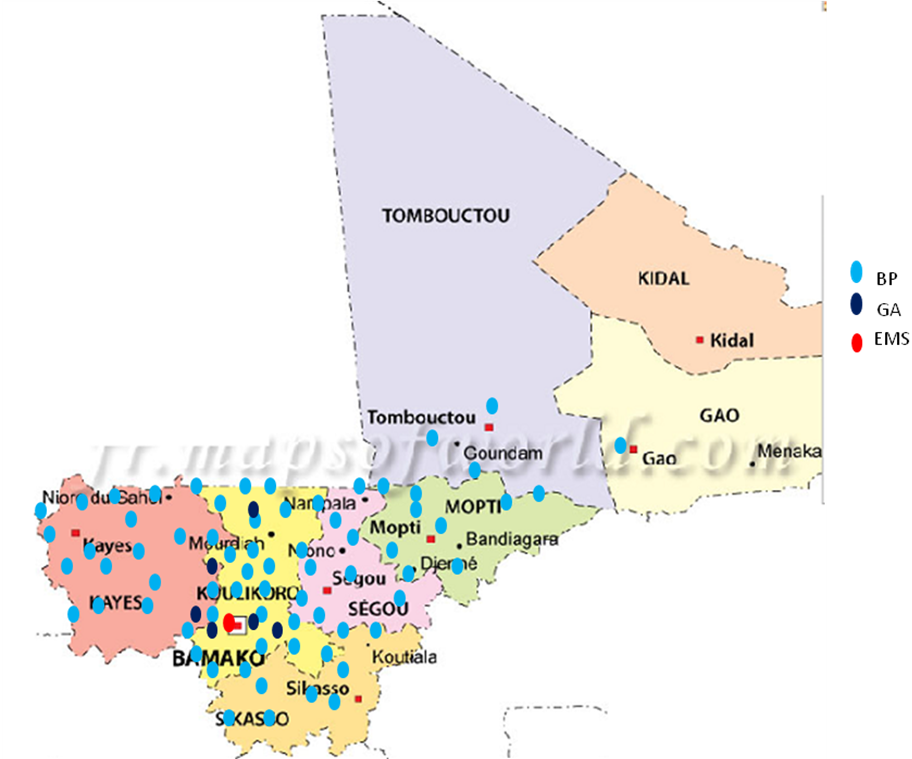 TOMBOUCTOU
KIDAL
BP
GA
EMS
Kidal
Tombouctou
GAO
fr.mapsofworld.com
Goundam
Gao
Menaka
Nioro du Sahel
Nampala
MOPTI
Mopti
Bandiagara
Kayes
Mourdiah
Niono
Djenné
Ségou
KAYES
KOULIKORO
SÉGOU
BAMAKO
Koutiala
Sikasso
SIKASSO